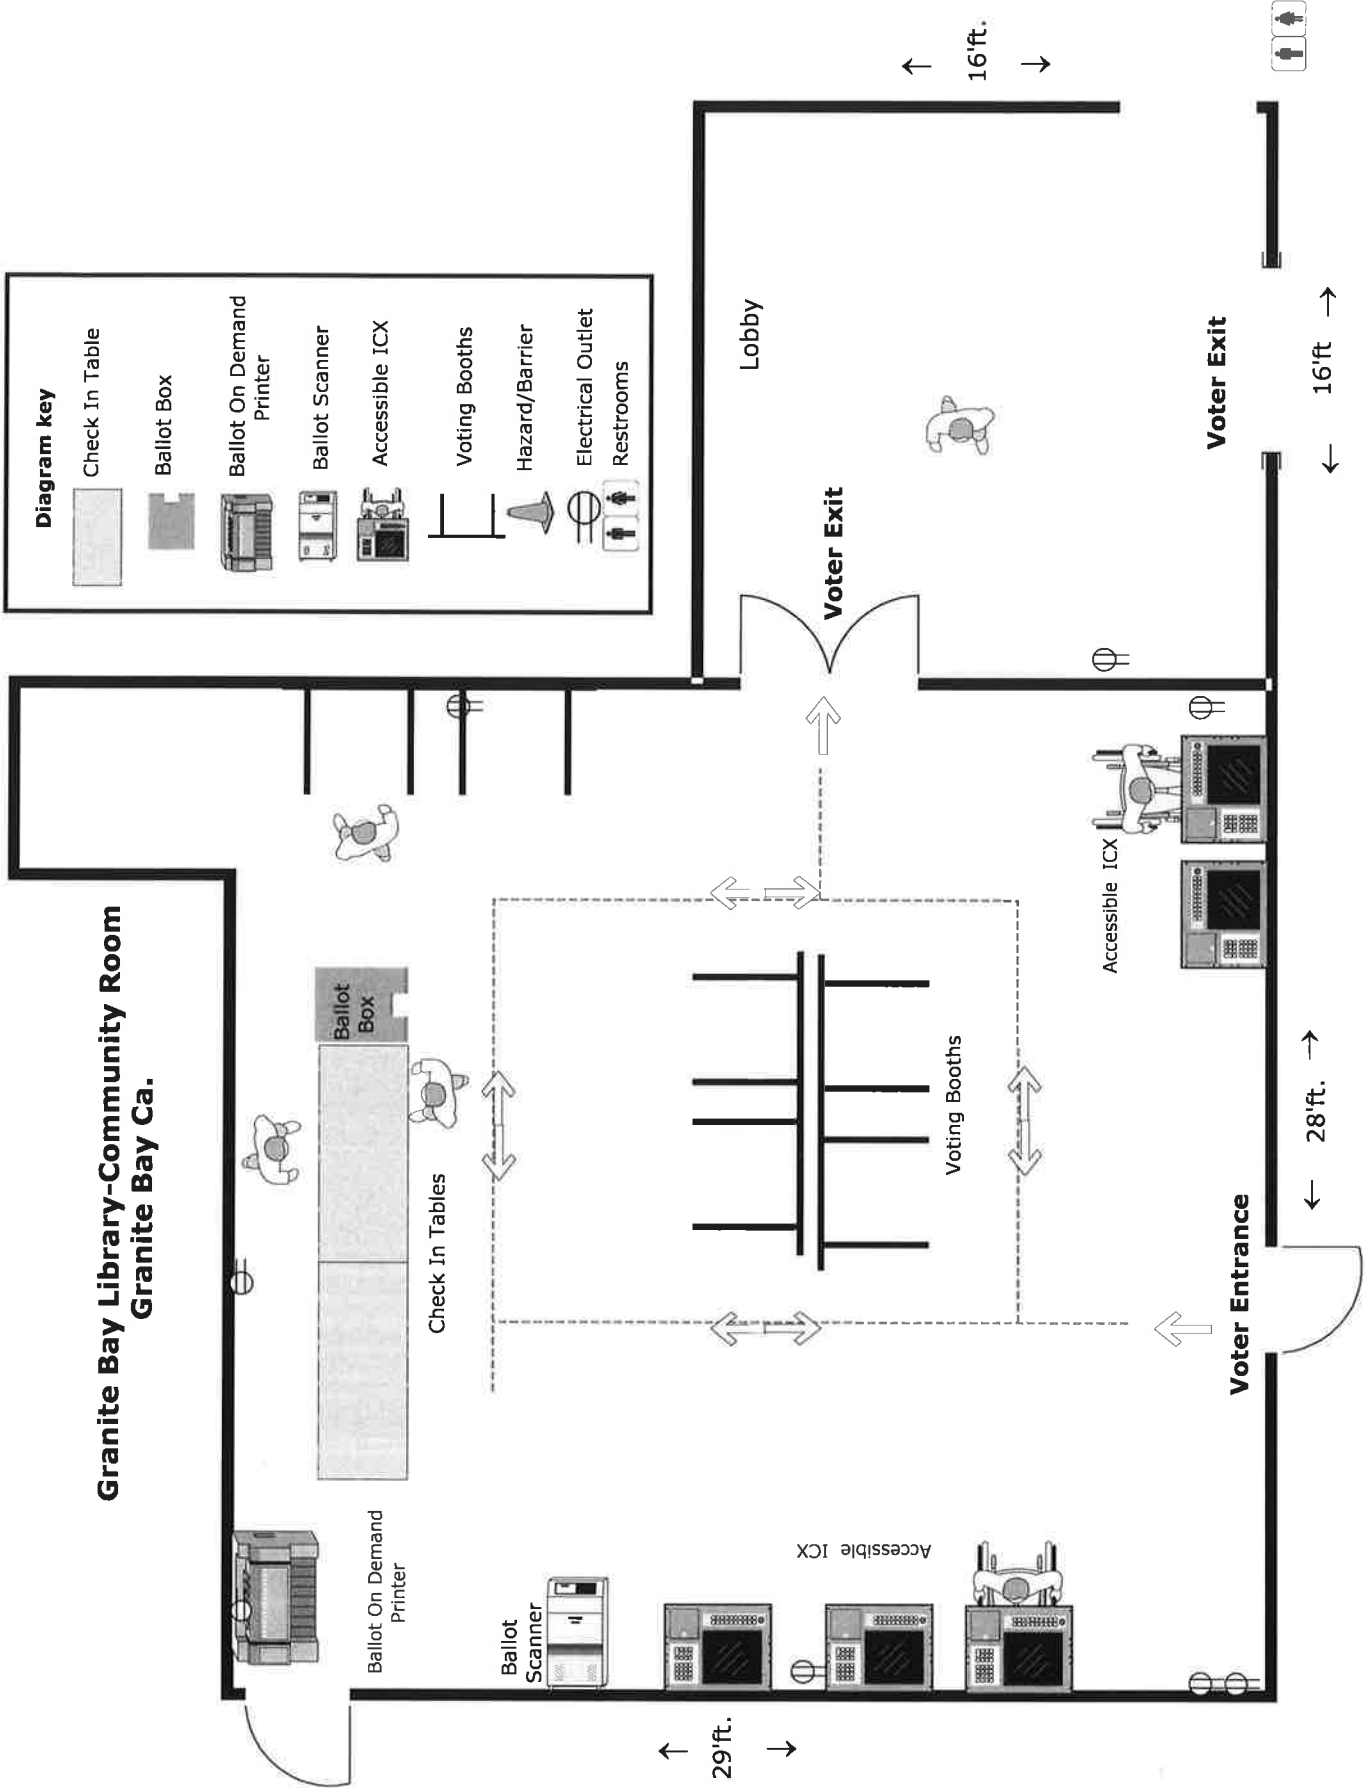 Granite Bay Library-Community Room
Granite Bay Ca.
Diagram key
Check In Table
Ballot Box
Ballot On Demand
Printer
Ballot Scanner
Accessible ICX
Voting Booths
Hazard/Barrier
Electrical Outlet
Restrooms
Ballot On Demand
Printer
Check In Tables
Ballot
Box
Ballot
Scanner
29'ft.
Accessible ICX
Voting Booths
Voter Exit
Lobby
16'ft.
Accessible ICX
Voter Entrance
Voter Exit
28'ft.
16'ft